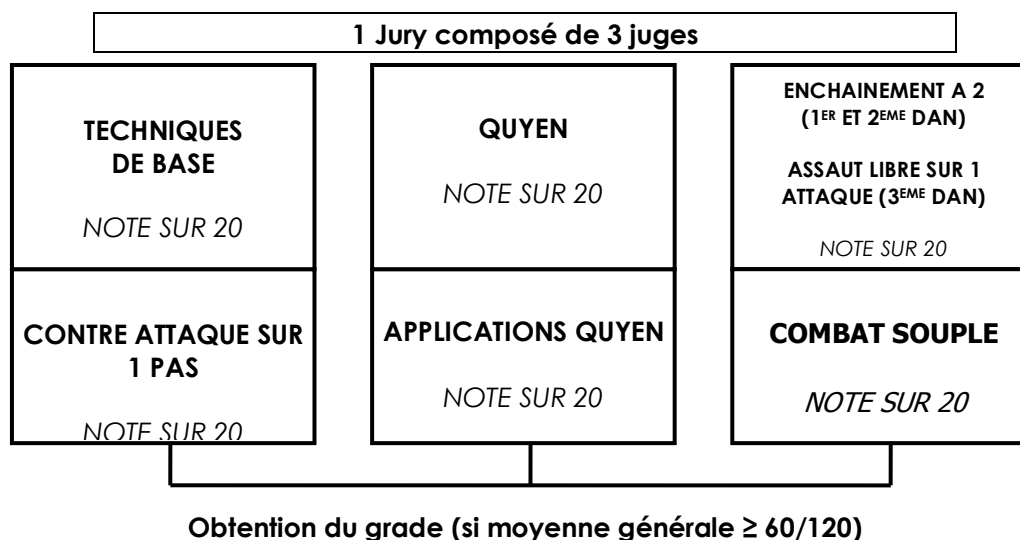 1 Jury composé de 3 juges
TECHNIQUES
DE BASE
NOTE SUR 20
QUYEN
NOTE SUR 20
ENCHAINEMENT A 2
(1ER ET 2EME DAN)
ASSAUT LIBRE SUR 1
ATTAQUE (3EME DAN)
NOTE SUR 20
CONTRE ATTAQUE SUR
1 PAS
NOTE SUR 20
APPLICATIONS QUYEN
NOTE SUR 20
COMBAT SOUPLE
NOTE SUR 20
Obtention du grade (si moyenne générale ≥ 60/120)